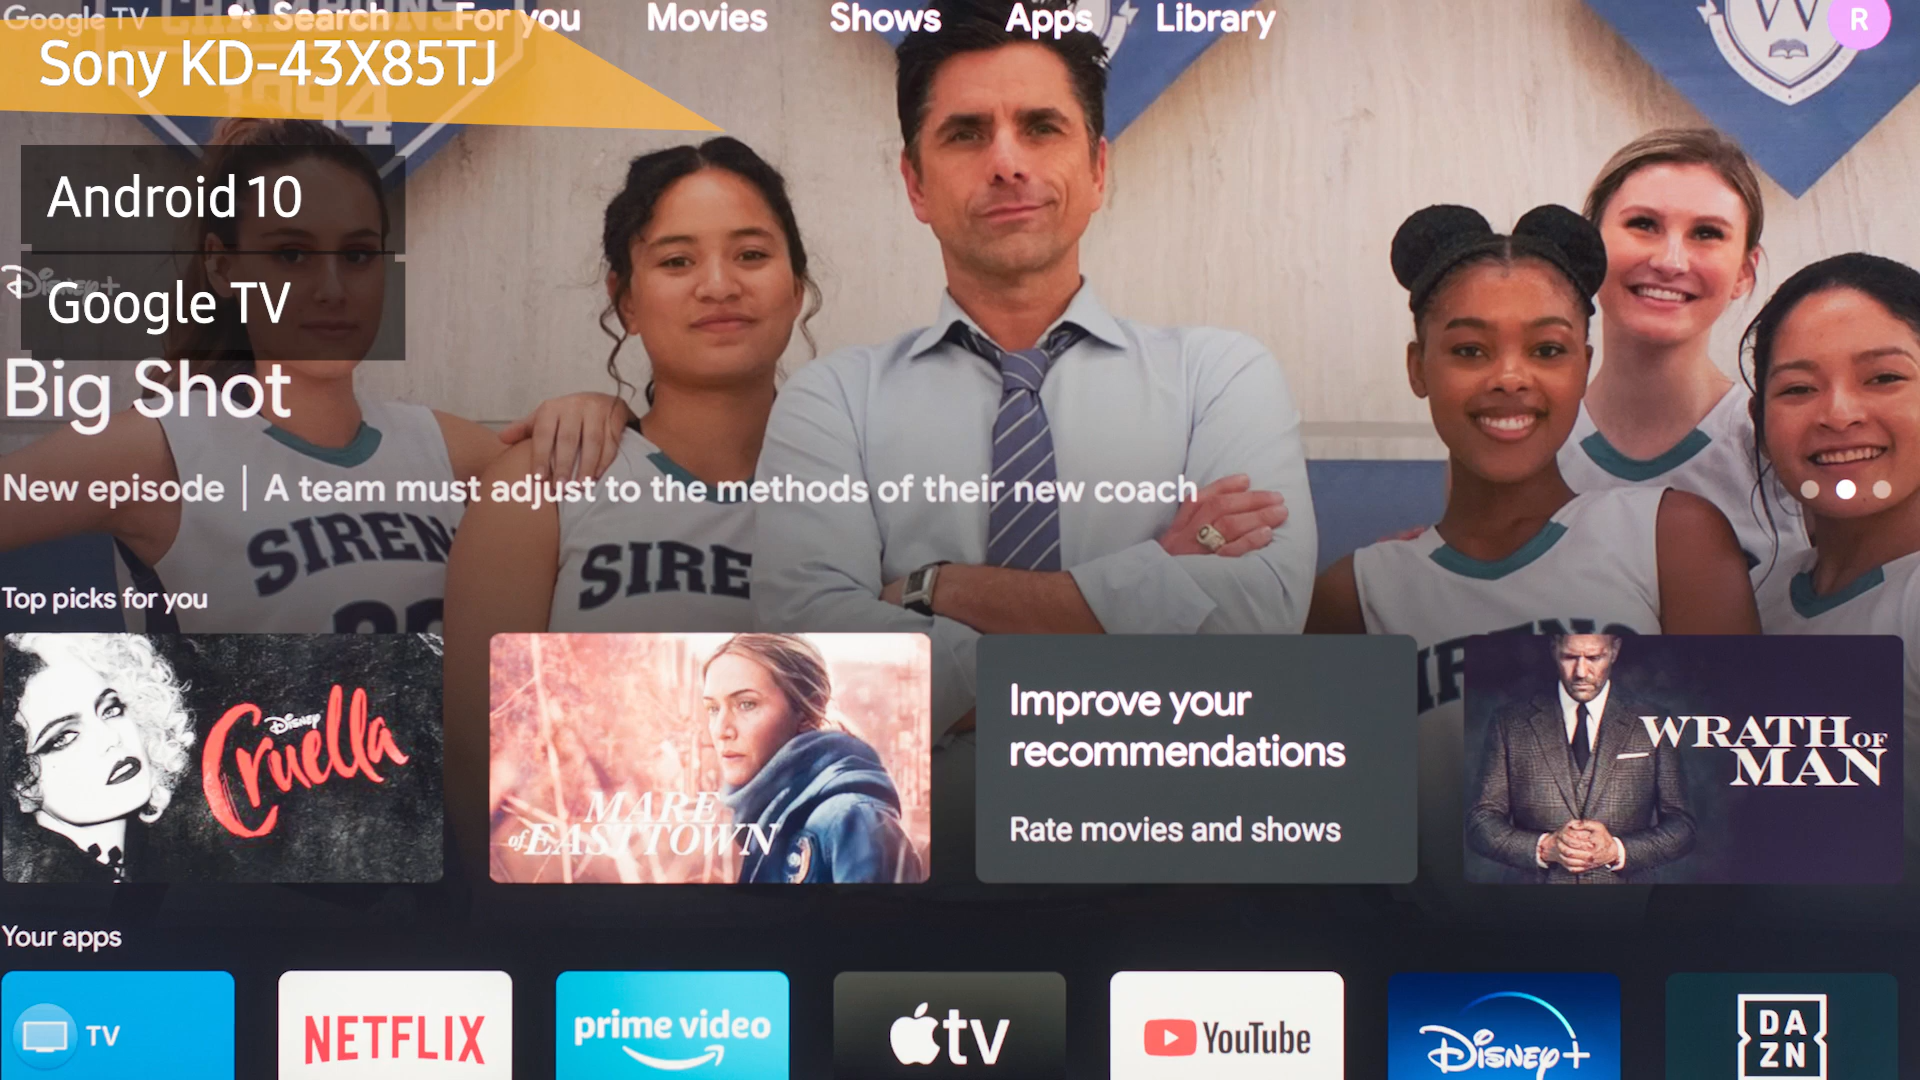 Google TV Search For you Movies Shows Apps Library R
Sony KD-43X85TJ
CHAMPIONS
1994
W
Android 10
Disney+
Google TV
Big Shot
New episode | A team must adjust to the methods of their new coach
SIREN
SIRE
Top picks for you
Disney
Cruella
MARE
of EASTTOWN
Improve your
recommendations
Rate movies and shows
WRATH OF
MAN
Your apps
TV
NETFLIX
prime video
tv
YouTube
Disney+
DA
ZN